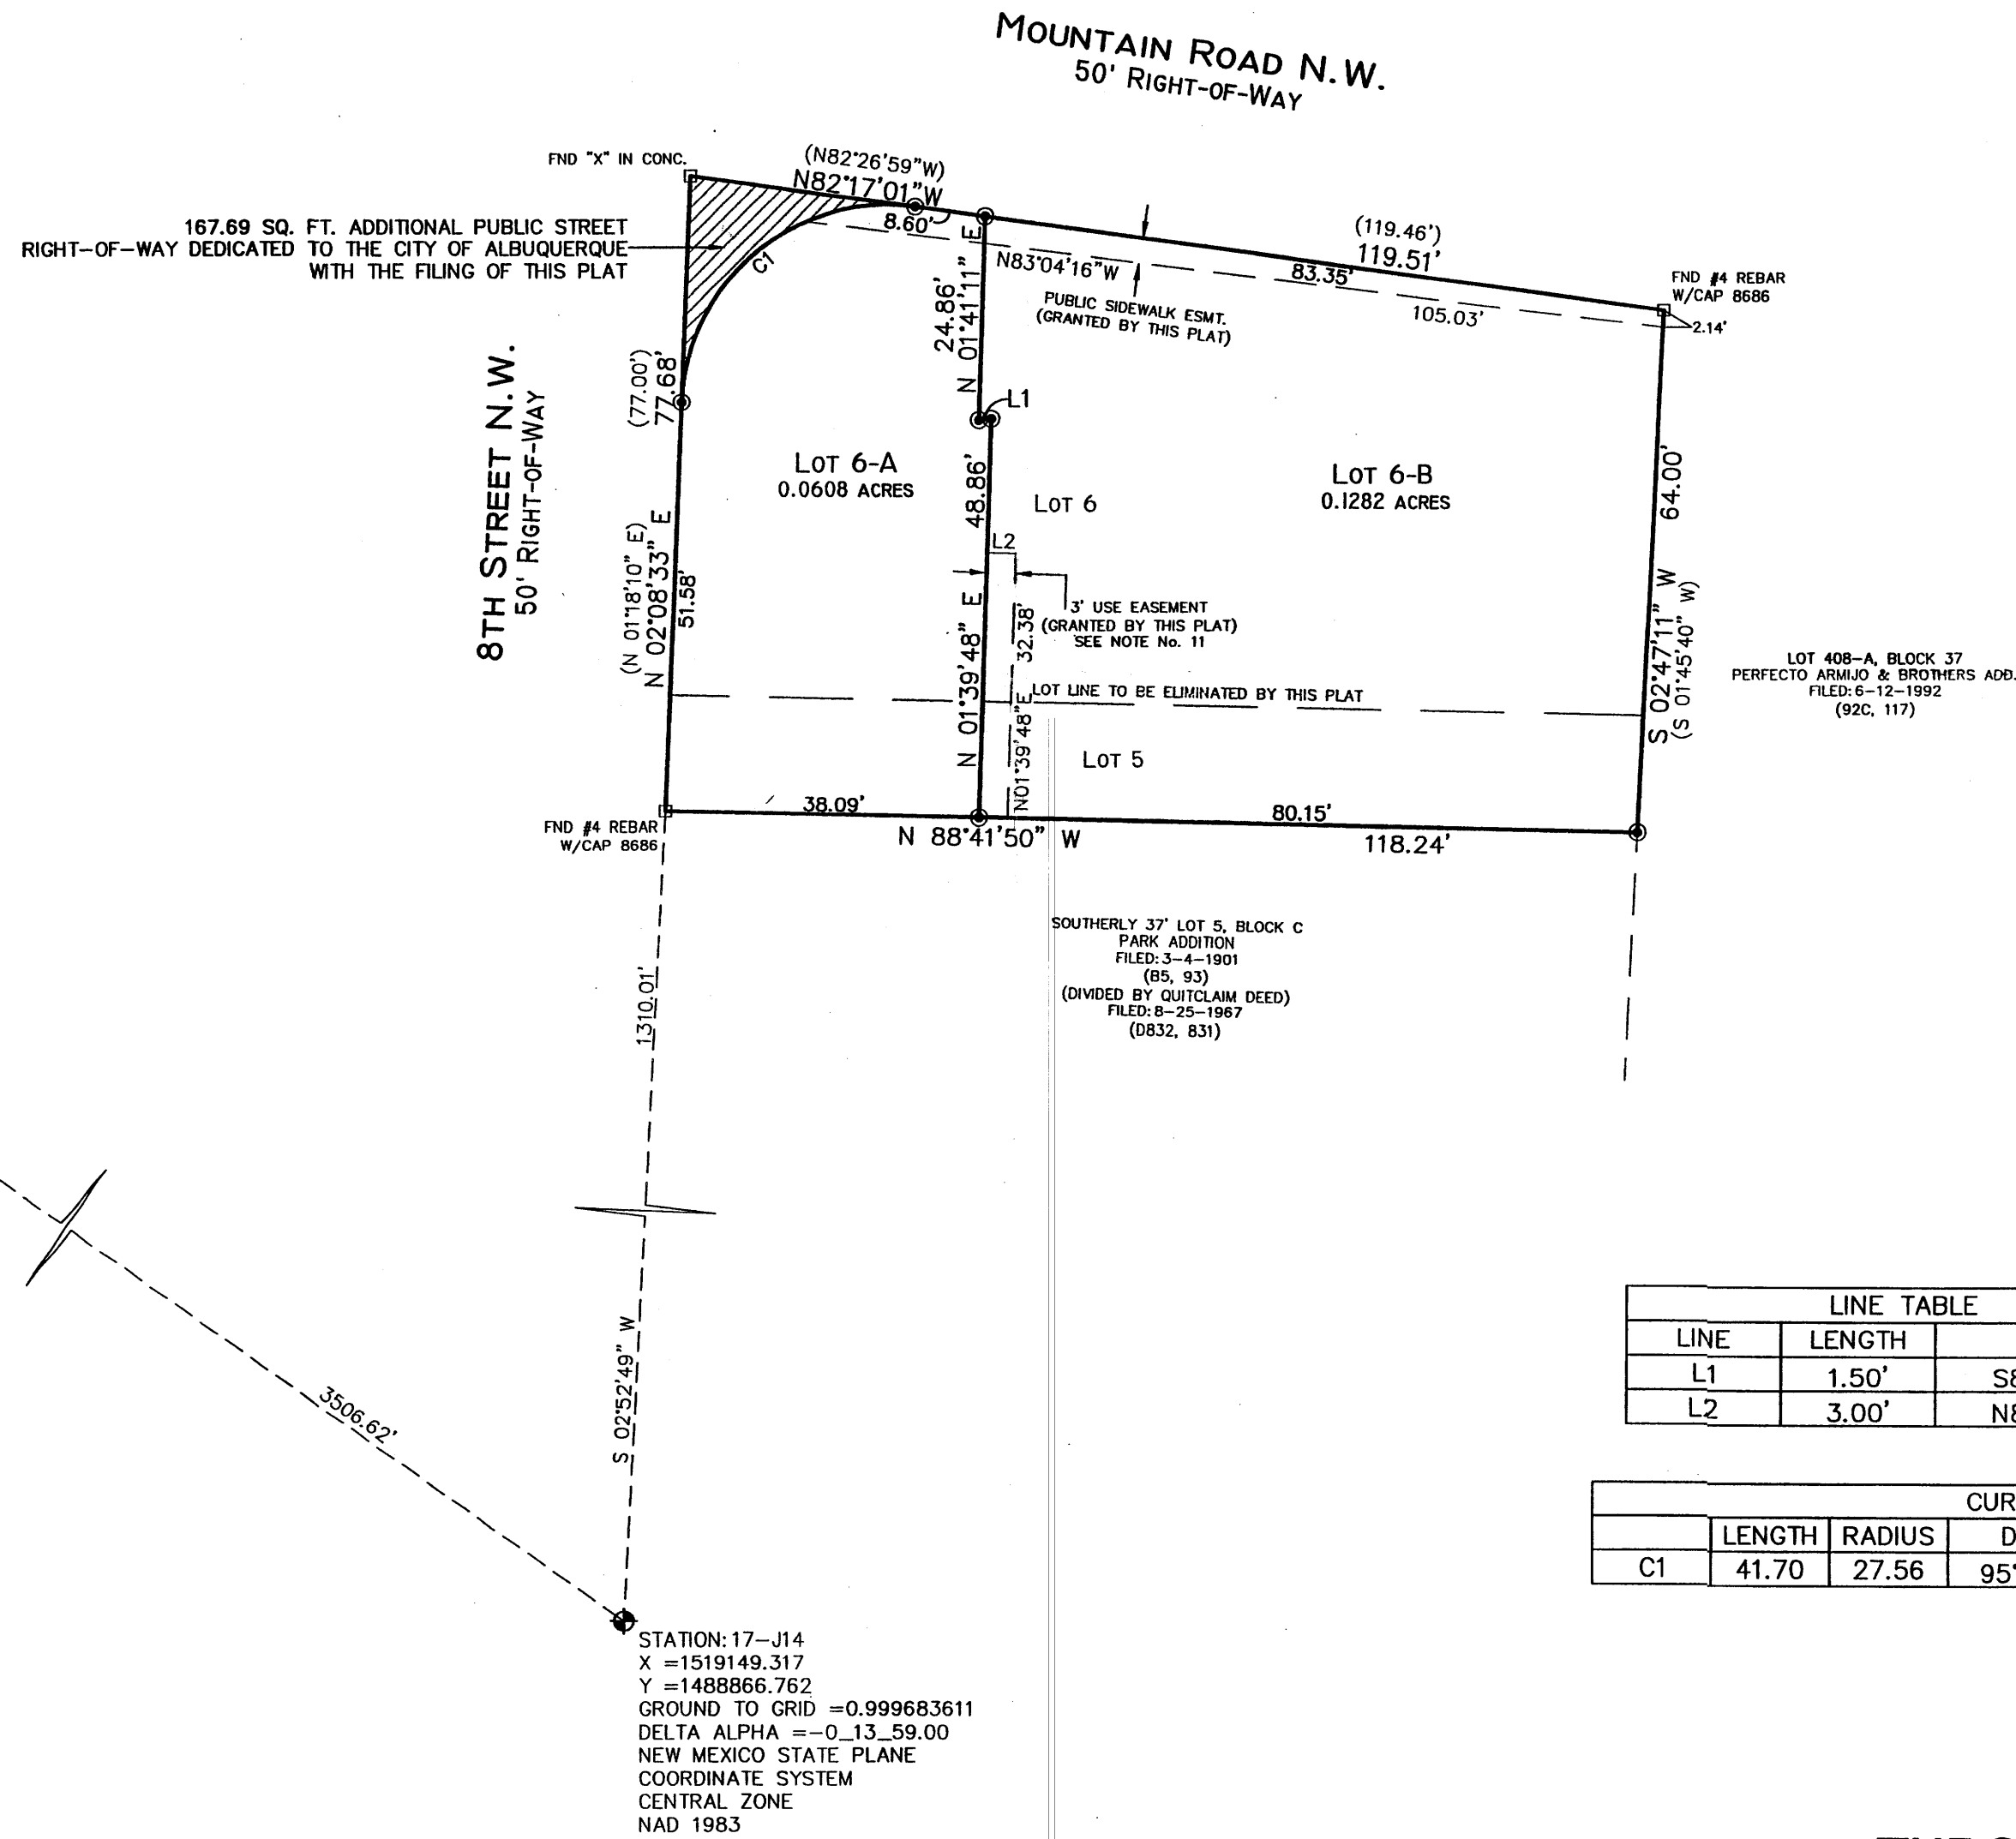 MOUNTAIN ROAD N.W.
50' RIGHT-OF-WAY
FND "X" IN CONC.
(N82°26'59"W)
N82°17'01"W
8.60'
167.69 SQ. FT. ADDITIONAL PUBLIC STREET
RIGHT-OF-WAY DEDICATED TO THE CITY OF ALBUQUERQUE
WITH THE FILING OF THIS PLAT
C1
(119.46')
119.51'
83.35'
105.03'
N83°04'16"W
PUBLIC SIDEWALK ESMT.
(GRANTED BY THIS PLAT)
FND #4 REBAR
W/CAP 8686
2.14'
24.86'
N 01°41'11" E
L1
8TH STREET N.W.
50' RIGHT-OF-WAY
(77.00')
77.68'
(N 01°18'10" E)
N 02°08'33" E
51.58'
LOT 6-A
0.0608 ACRES
48.86'
N 01°39'48" E
LOT 6
L2
LOT 6-B
0.1282 ACRES
64.00'
S 02°47'11" W
(S 01°45'40" W)
3' USE EASEMENT
(GRANTED BY THIS PLAT)
SEE NOTE No. 11
32.38'
N01°39'48"E
LOT LINE TO BE ELIMINATED BY THIS PLAT
LOT 5
LOT 408-A, BLOCK 37
PERFECTO ARMIJO & BROTHERS ADD.
FILED: 6-12-1992
(92C, 117)
38.09'
80.15'
N 88°41'50" W
118.24'
FND #4 REBAR
W/CAP 8686
SOUTHERLY 37' LOT 5, BLOCK C
PARK ADDITION
FILED: 3-4-1901
(B5, 93)
(DIVIDED BY QUITCLAIM DEED)
FILED: 8-25-1967
(D832, 831)
1310.01'
S 02°52'49" W
3506.62'
LINE TABLE
LINE LENGTH
L1 1.50' S8
L2 3.00' N8
CUR
LENGTH RADIUS D
C1 41.70 27.56 95°
STATION: 17-J14
X =1519149.317
Y =1488866.762
GROUND TO GRID =0.999683611
DELTA ALPHA =-0_13_59.00
NEW MEXICO STATE PLANE
COORDINATE SYSTEM
CENTRAL ZONE
NAD 1983